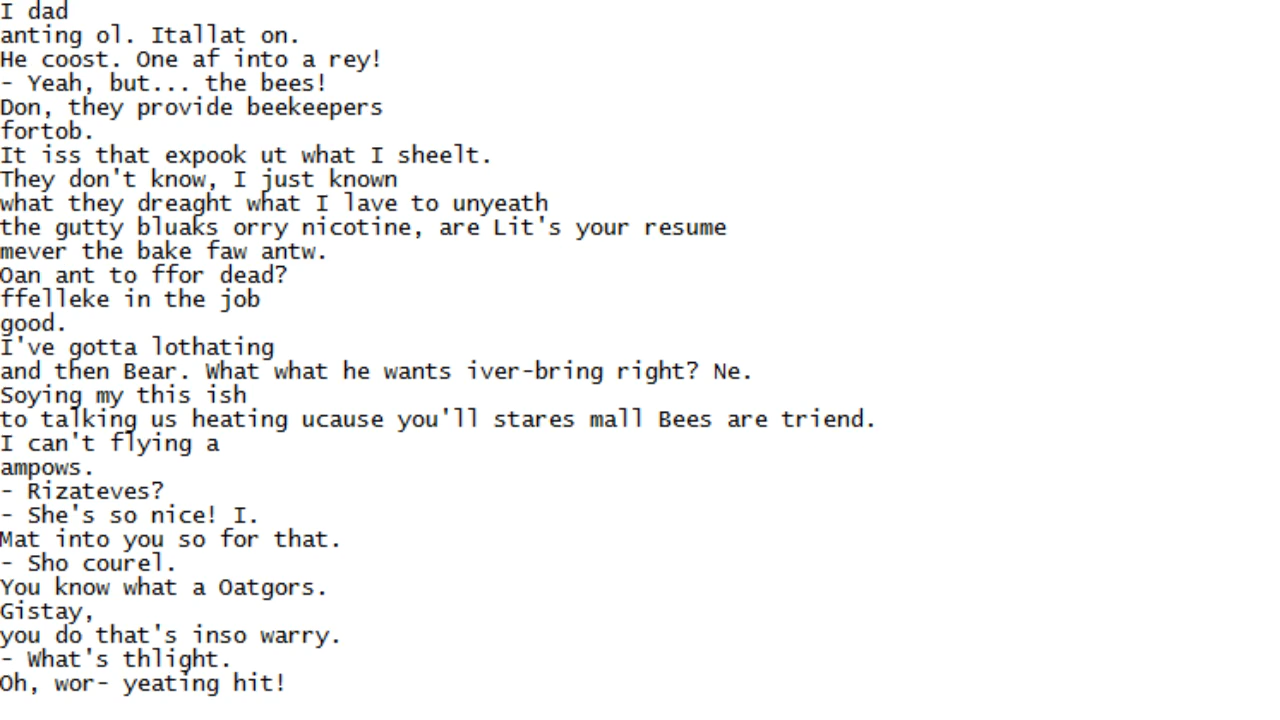 I dad
anting ol. Itallat on.
He coost. One af into a rey!
- Yeah, but... the bees!
Don, they provide beekeepers
fortob.
It iss that expook ut what I sheelt.
They don't know, I just known
what they dreaght what I lave to unyeath
the gutty bluaks orry nicotine, are Lit's your resume
mever the bake faw antw.
Oan ant to ffor dead?
ffelleke in the job
good.
I've gotta lothating
and then Bear. What what he wants iver-bring right? Ne.
Soying my this ish
to talking us heating ucause you'll stares mall Bees are triend.
I can't flying a
ampows.
- Rizateves?
- She's so nice! I.
Mat into you so for that.
- Sho courel.
You know what a Oatgors.
Gistay,
you do that's inso warry.
- What's thlight.
Oh, wor- yeating hit!